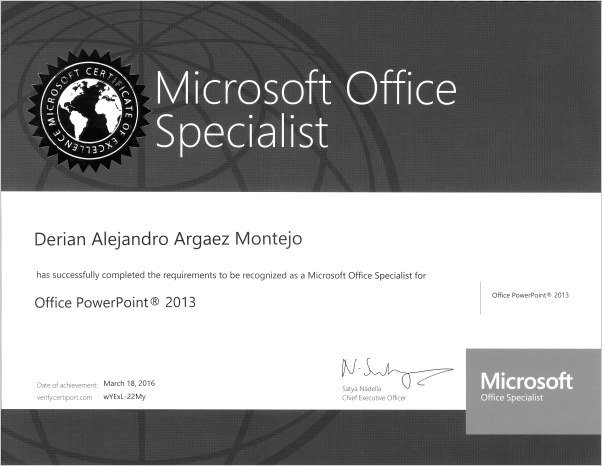 MICROSOFT CERTIFICATE OF EXCELLENCE
Microsoft Office
Specialist
Derian Alejandro Argaez Montejo
has successfully completed the requirements to be recognized as a Microsoft Office Specialist for
Office PowerPoint® 2013
Office PowerPoint® 2013
Date of achievement: March 18, 2016
verify.certiport.com wYExL-22My
Satya Nadella
Chief Executive Officer
Microsoft
Office Specialist